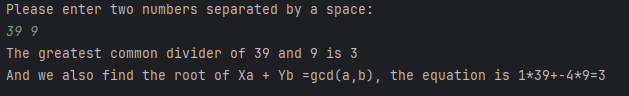 Please enter two numbers separated by a space:
39 9
The greatest common divider of 39 and 9 is 3
And we also find the root of Xa + Yb =gcd(a,b), the equation is 1*39+-4*9=3